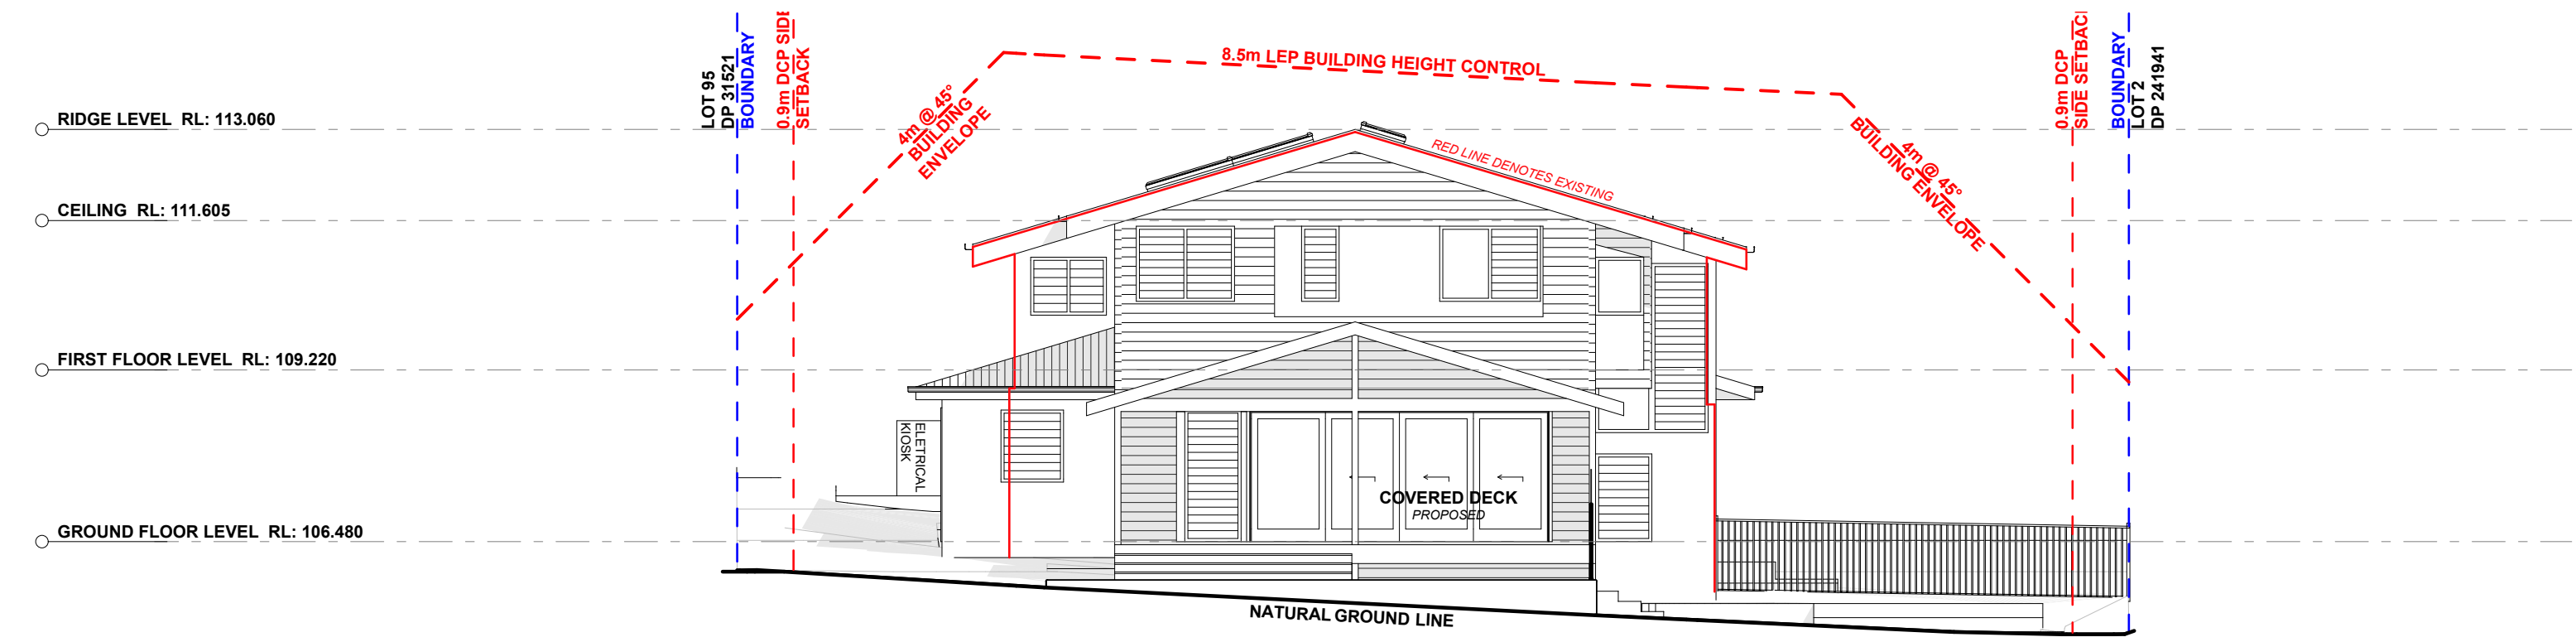 LOT 95
DP 31521
BOUNDARY
0.9m DCP SIDE
SETBACK
8.5m LEP BUILDING HEIGHT CONTROL
0.9m DCP
SIDE SETBACK
BOUNDARY
LOT 2
DP 241941
RIDGE LEVEL RL: 113.060
4m @ 45°
BUILDING
ENVELOPE
RED LINE DENOTES EXISTING
4m @ 45°
BUILDING ENVELOPE
CEILING RL: 111.605
FIRST FLOOR LEVEL RL: 109.220
ELETRICAL
KIOSK
COVERED DECK
PROPOSED
GROUND FLOOR LEVEL RL: 106.480
NATURAL GROUND LINE